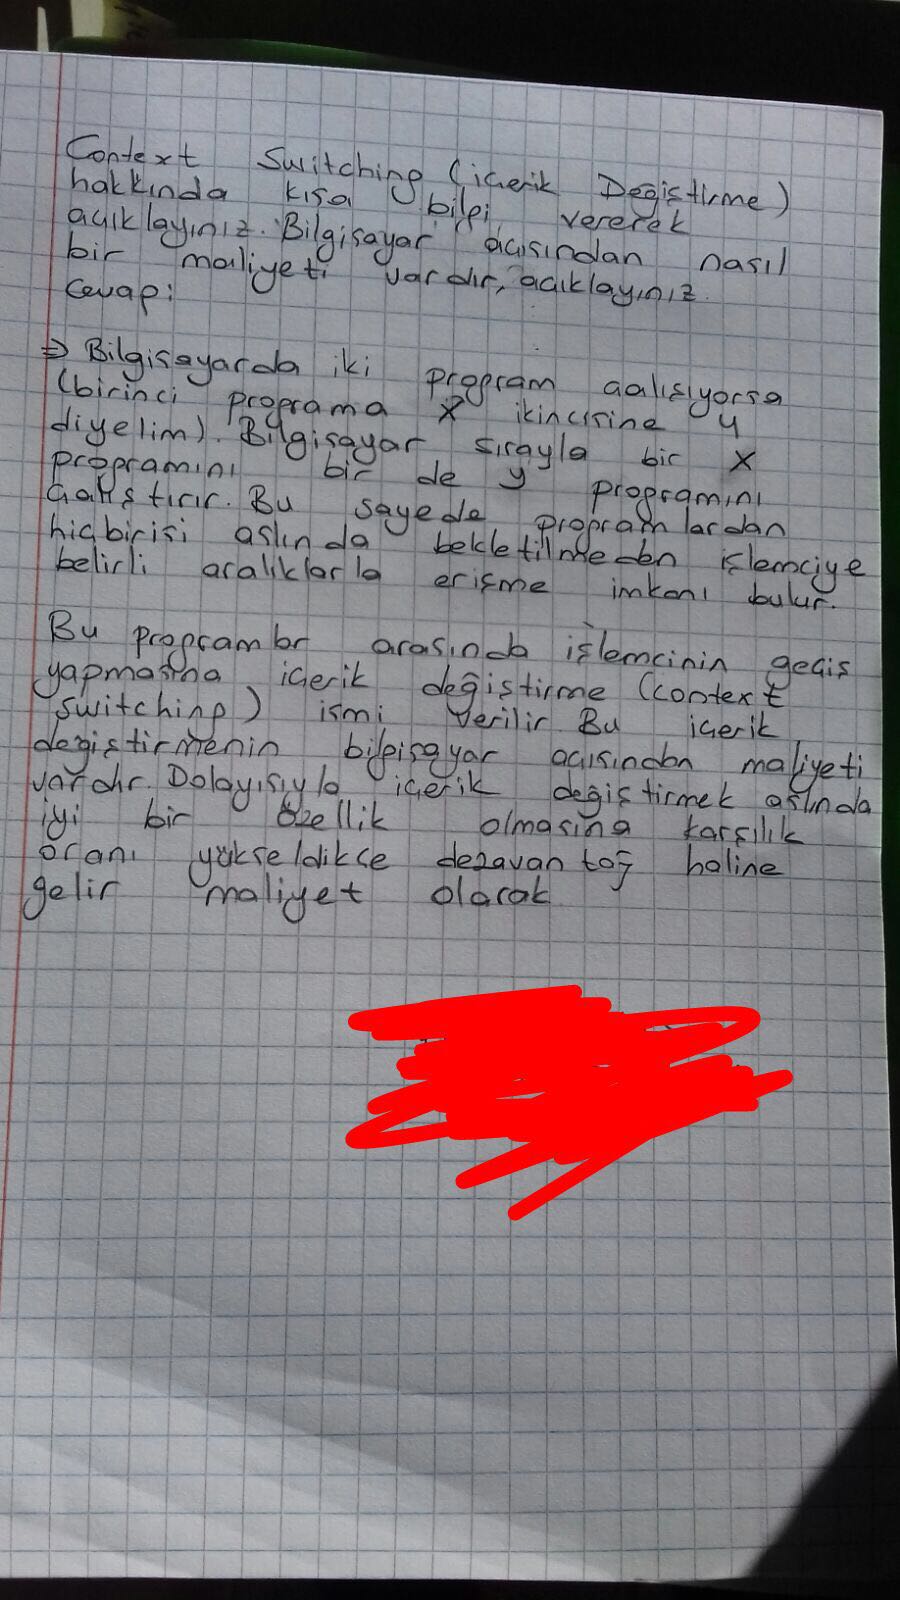 Context Switching (içerik Değiştirme)
hakkında kısa bilgi vererek
açıklayınız. Bilgisayar açısından nasıl
bir maliyeti vardır, açıklayınız.
Cevap:
⇒ Bilgisayarda iki program çalışıyorsa
(birinci programa X ikincisine y
diyelim). Bilgisayar sırayla bir X
programını bir de y programını
çalıştırır. Bu sayede programlardan
hiçbirisi aslında bekletilmeden işlemciye
belirli aralıklarla erişme imkanı bulur.
Bu programlar arasında işlemcinin geçiş
yapmasına içerik değiştirme (context
switching) ismi verilir. Bu içerik
değiştirmenin bilgisayar açısından maliyeti
vardır. Dolayısıyla içerik değiştirmek aslında
iyi bir özellik olmasına karşılık
oranı yükseldikçe dezavantaj haline
gelir maliyet olarak